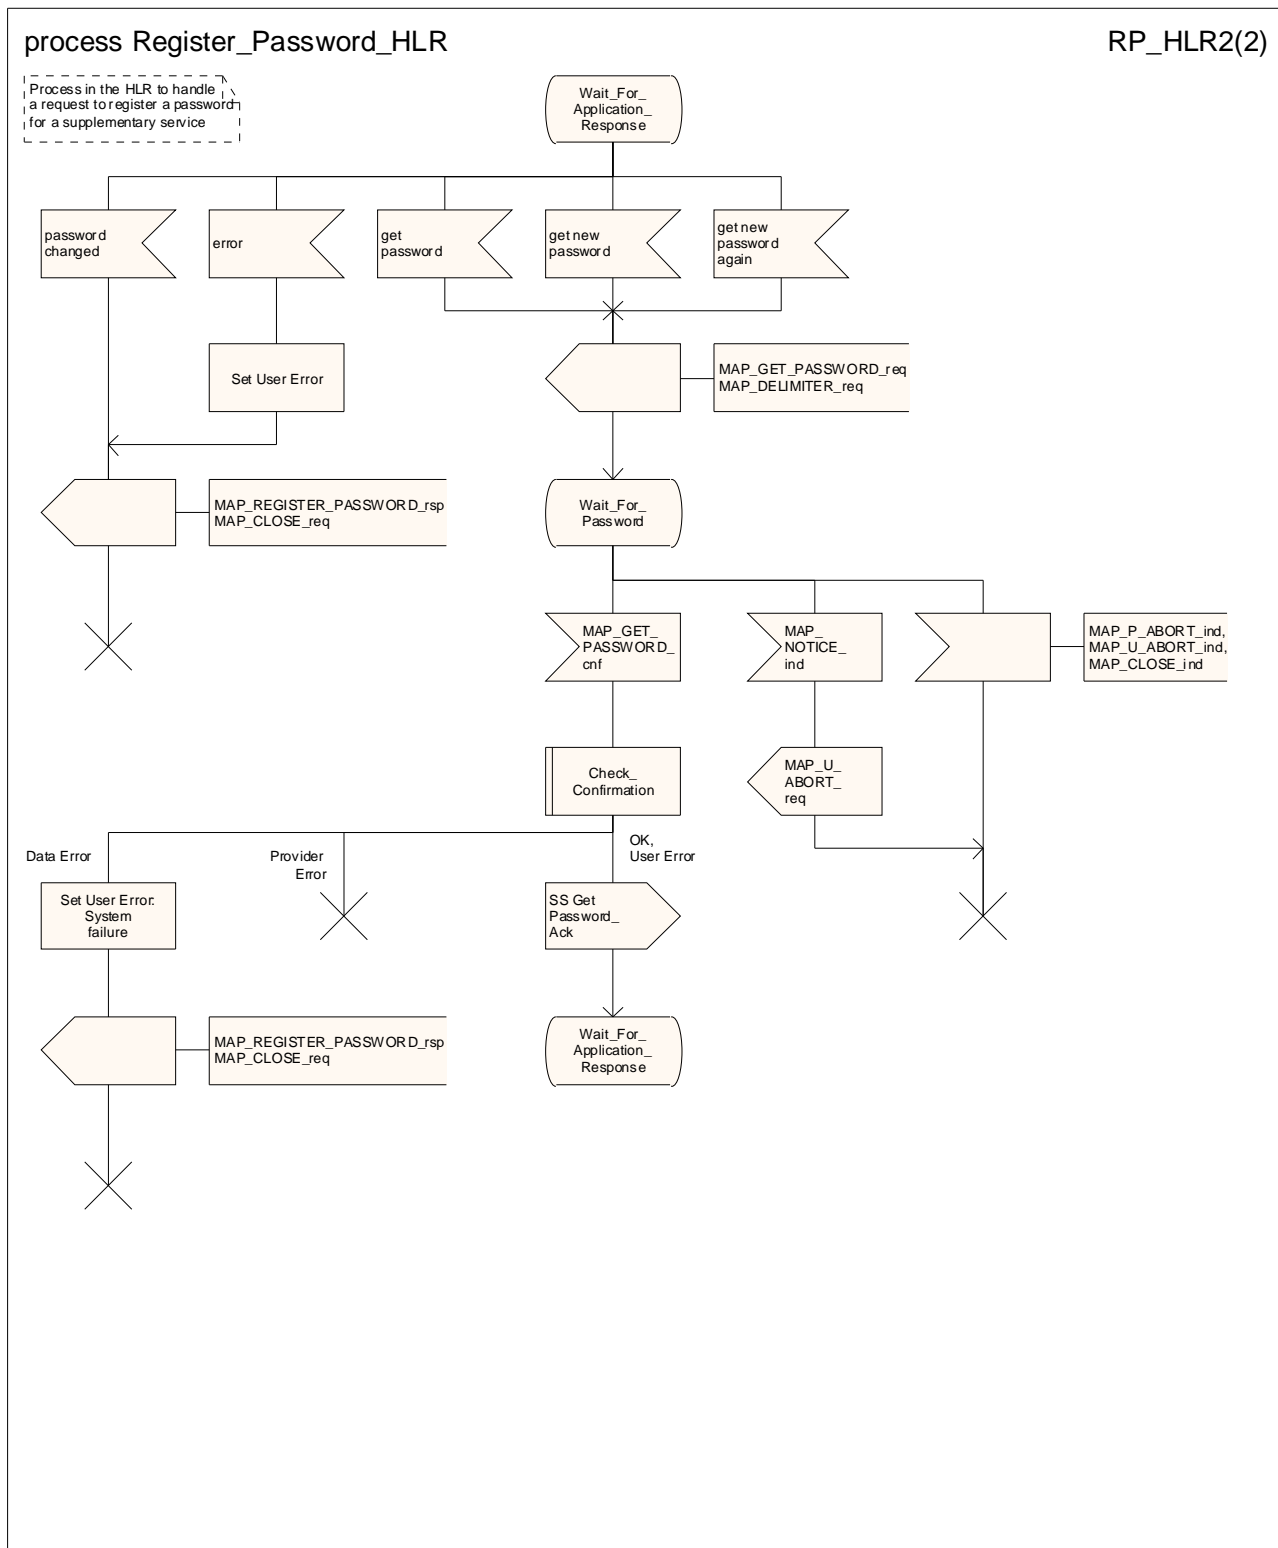 process Register_Password_HLR
RP_HLR2(2)
Process in the HLR to handle
a request to register a password
for a supplementary service
Wait_For_
Application_
Response
password
changed
error
get
password
get new
password
get new
password
again
Set User Error
MAP_GET_PASSWORD_req
MAP_DELIMITER_req
MAP_REGISTER_PASSWORD_rsp
MAP_CLOSE_req
Wait_For_
Password
MAP_GET_
PASSWORD_
cnf
MAP_
NOTICE_
ind
MAP_P_ABORT_ind,
MAP_U_ABORT_ind,
MAP_CLOSE_ind
Check_
Confirmation
MAP_U_
ABORT_
req
Data Error
Provider
Error
OK,
User Error
Set User Error:
System
failure
SS Get
Password_
Ack
MAP_REGISTER_PASSWORD_rsp
MAP_CLOSE_req
Wait_For_
Application_
Response